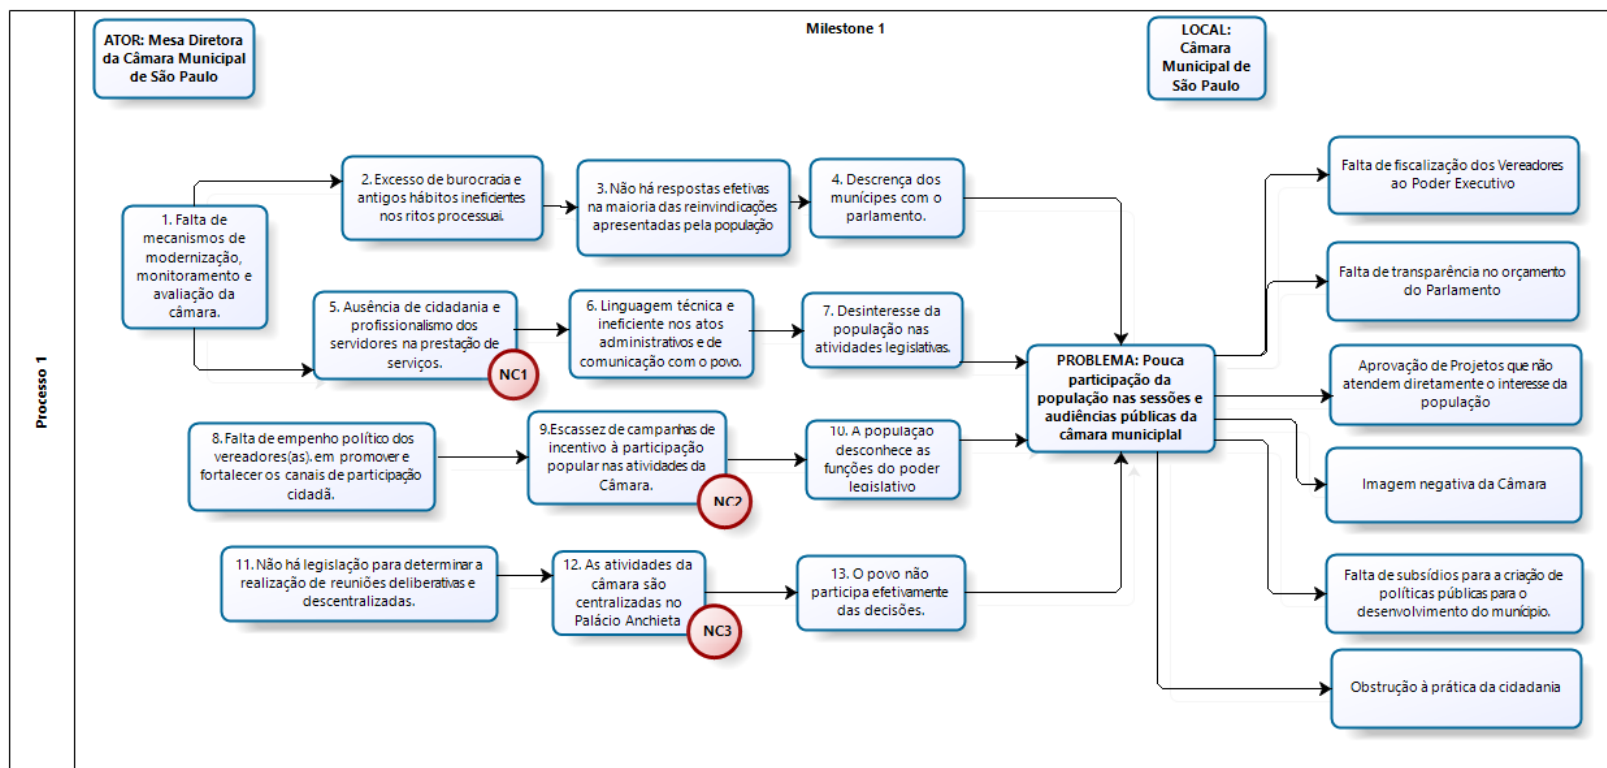 Processo 1
Milestone 1
ATOR: Mesa Diretora
da Câmara Municipal
de São Paulo
LOCAL:
Câmara
Municipal de
São Paulo
1. Falta de
mecanismos de
modernização,
monitoramento e
avaliação da
câmara.
2. Excesso de burocracia e
antigos hábitos ineficientes
nos ritos processuai.
3. Não há respostas efetivas
na maioria das reinvindicações
apresentadas pela população
4. Descrença dos
munícipes com o
parlamento.
5. Ausência de cidadania e
profissionalismo dos
servidores na prestação de
serviços.
NC1
6. Linguagem técnica e
ineficiente nos atos
administrativos e de
comunicação com o povo.
7. Desinteresse da
população nas
atividades legislativas.
8. Falta de empenho político dos
vereadores(as). em promover e
fortalecer os canais de participação
cidadã.
9.Escassez de campanhas de
incentivo à participação
popular nas atividades da
Câmara.
NC2
10. A população
desconhece as
funções do poder
legislativo
11. Não há legislação para determinar a
realização de reuniões deliberativas e
descentralizadas.
12. As atividades da
câmara são
centralizadas no
Palácio Anchieta
NC3
13. O povo não
participa efetivamente
das decisões.
PROBLEMA: Pouca
participação da
população nas sessões e
audiências públicas da
câmara municiplal
Falta de fiscalização dos Vereadores
ao Poder Executivo
Falta de transparência no orçamento
do Parlamento
Aprovação de Projetos que não
atendem diretamente o interesse da
população
Imagem negativa da Câmara
Falta de subsídios para a criação de
políticas públicas para o
desenvolvimento do munícípio.
Obstrução à prática da cidadania